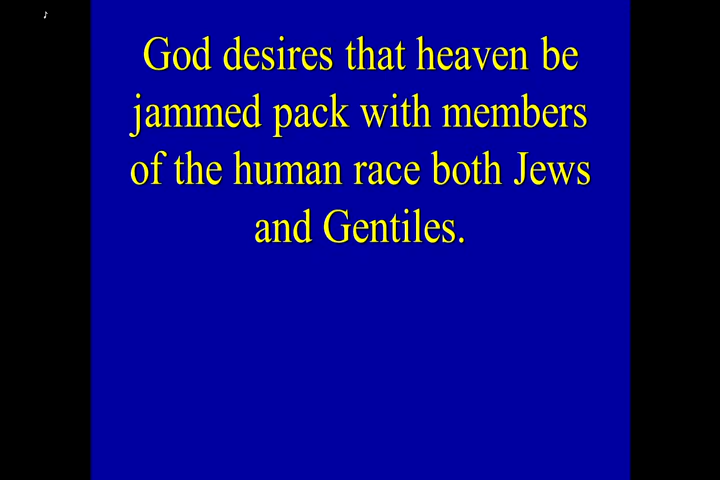 God desires that heaven be
jammed pack with members
of the human race both Jews
and Gentiles.